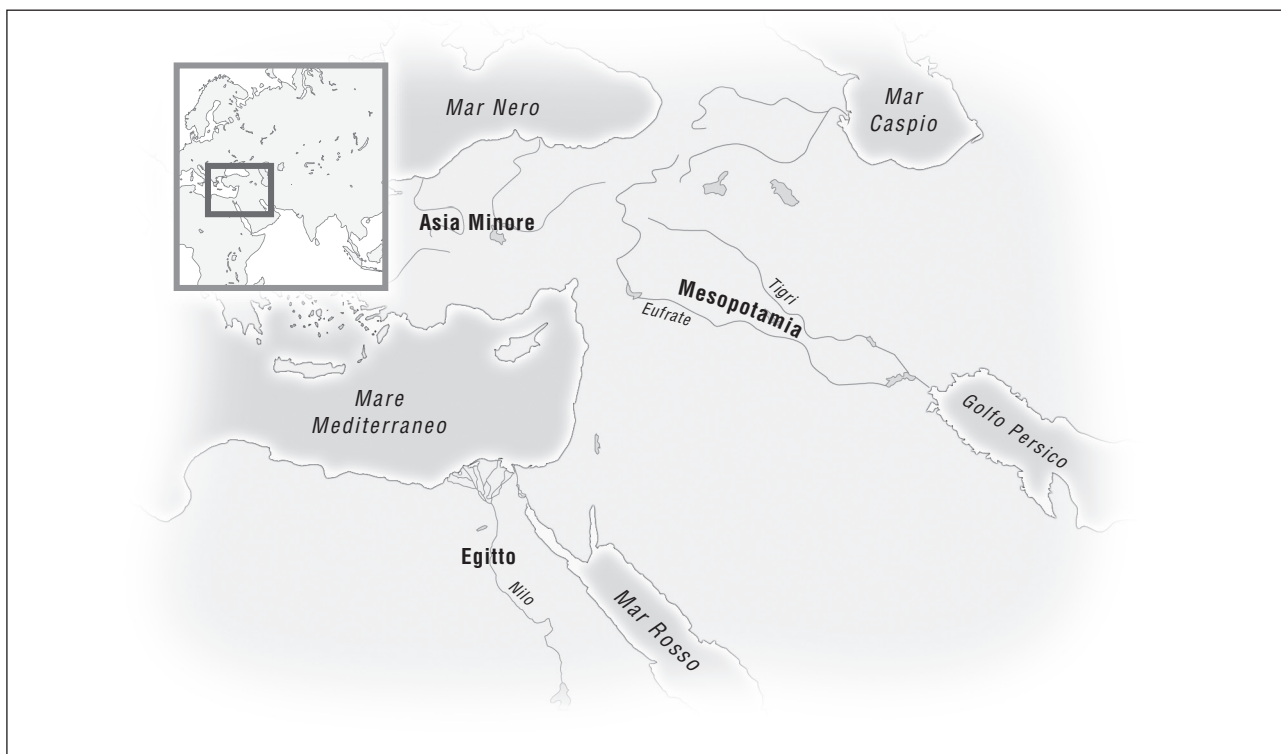 Mar Nero
Mar
Caspio
Asia Minore
Tigri
Mesopotamia
Eufrate
Mare
Mediterraneo
Golfo Persico
Egitto
Nilo
Mar Rosso